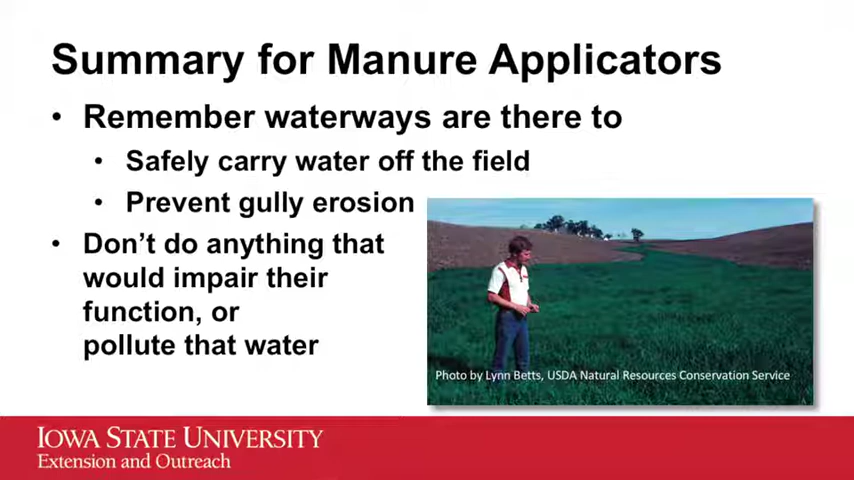 Summary for Manure Applicators
• Remember waterways are there to
• Safely carry water off the field
• Prevent gully erosion
• Don't do anything that
would impair their
function, or
pollute that water
Photo by Lynn Betts, USDA Natural Resources Conservation Service
IOWA STATE UNIVERSITY
Extension and Outreach